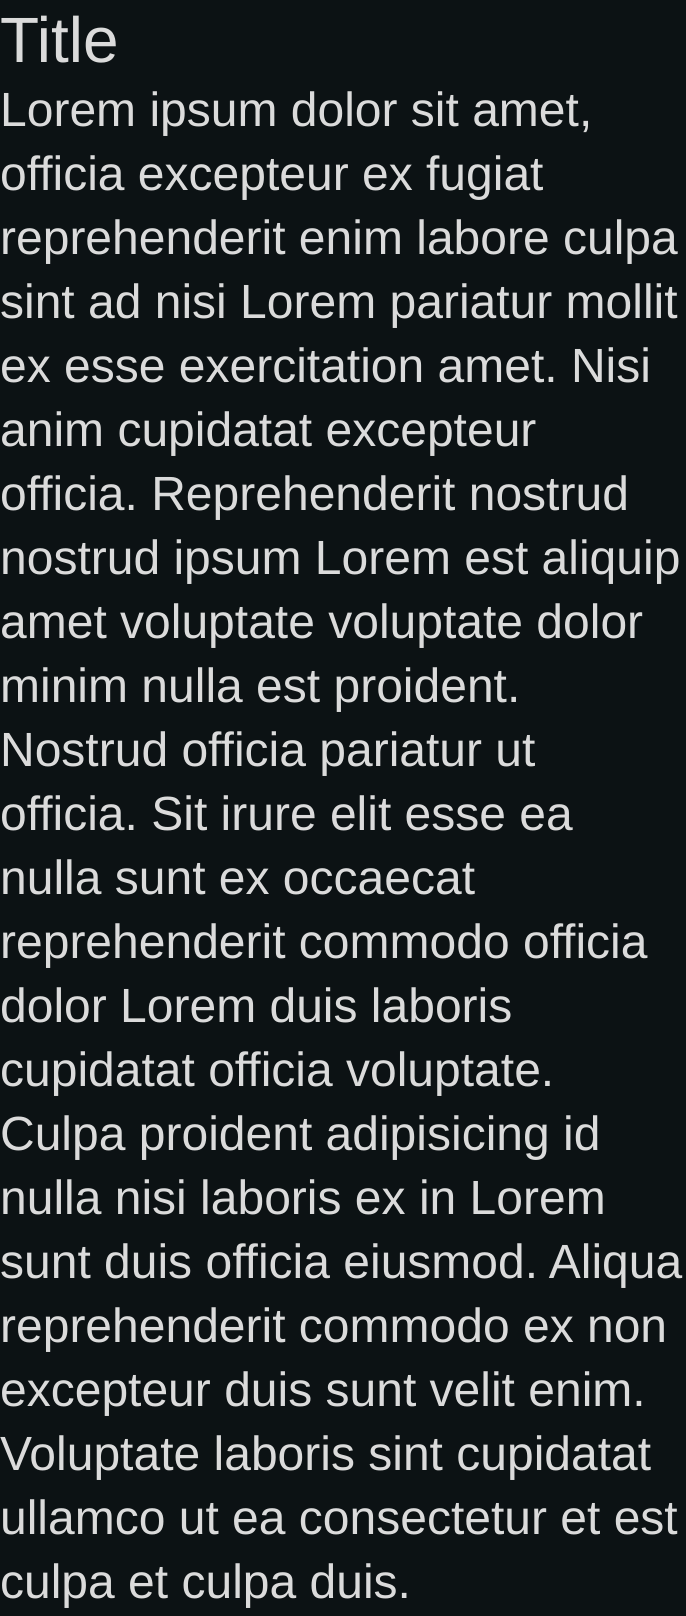 Title
Lorem ipsum dolor sit amet,
officia excepteur ex fugiat
reprehenderit enim labore culpa
sint ad nisi Lorem pariatur mollit
ex esse exercitation amet. Nisi
anim cupidatat excepteur
officia. Reprehenderit nostrud
nostrud ipsum Lorem est aliquip
amet voluptate voluptate dolor
minim nulla est proident.
Nostrud officia pariatur ut
officia. Sit irure elit esse ea
nulla sunt ex occaecat
reprehenderit commodo officia
dolor Lorem duis laboris
cupidatat officia voluptate.
Culpa proident adipisicing id
nulla nisi laboris ex in Lorem
sunt duis officia eiusmod. Aliqua
reprehenderit commodo ex non
excepteur duis sunt velit enim.
Voluptate laboris sint cupidatat
ullamco ut ea consectetur et est
culpa et culpa duis.